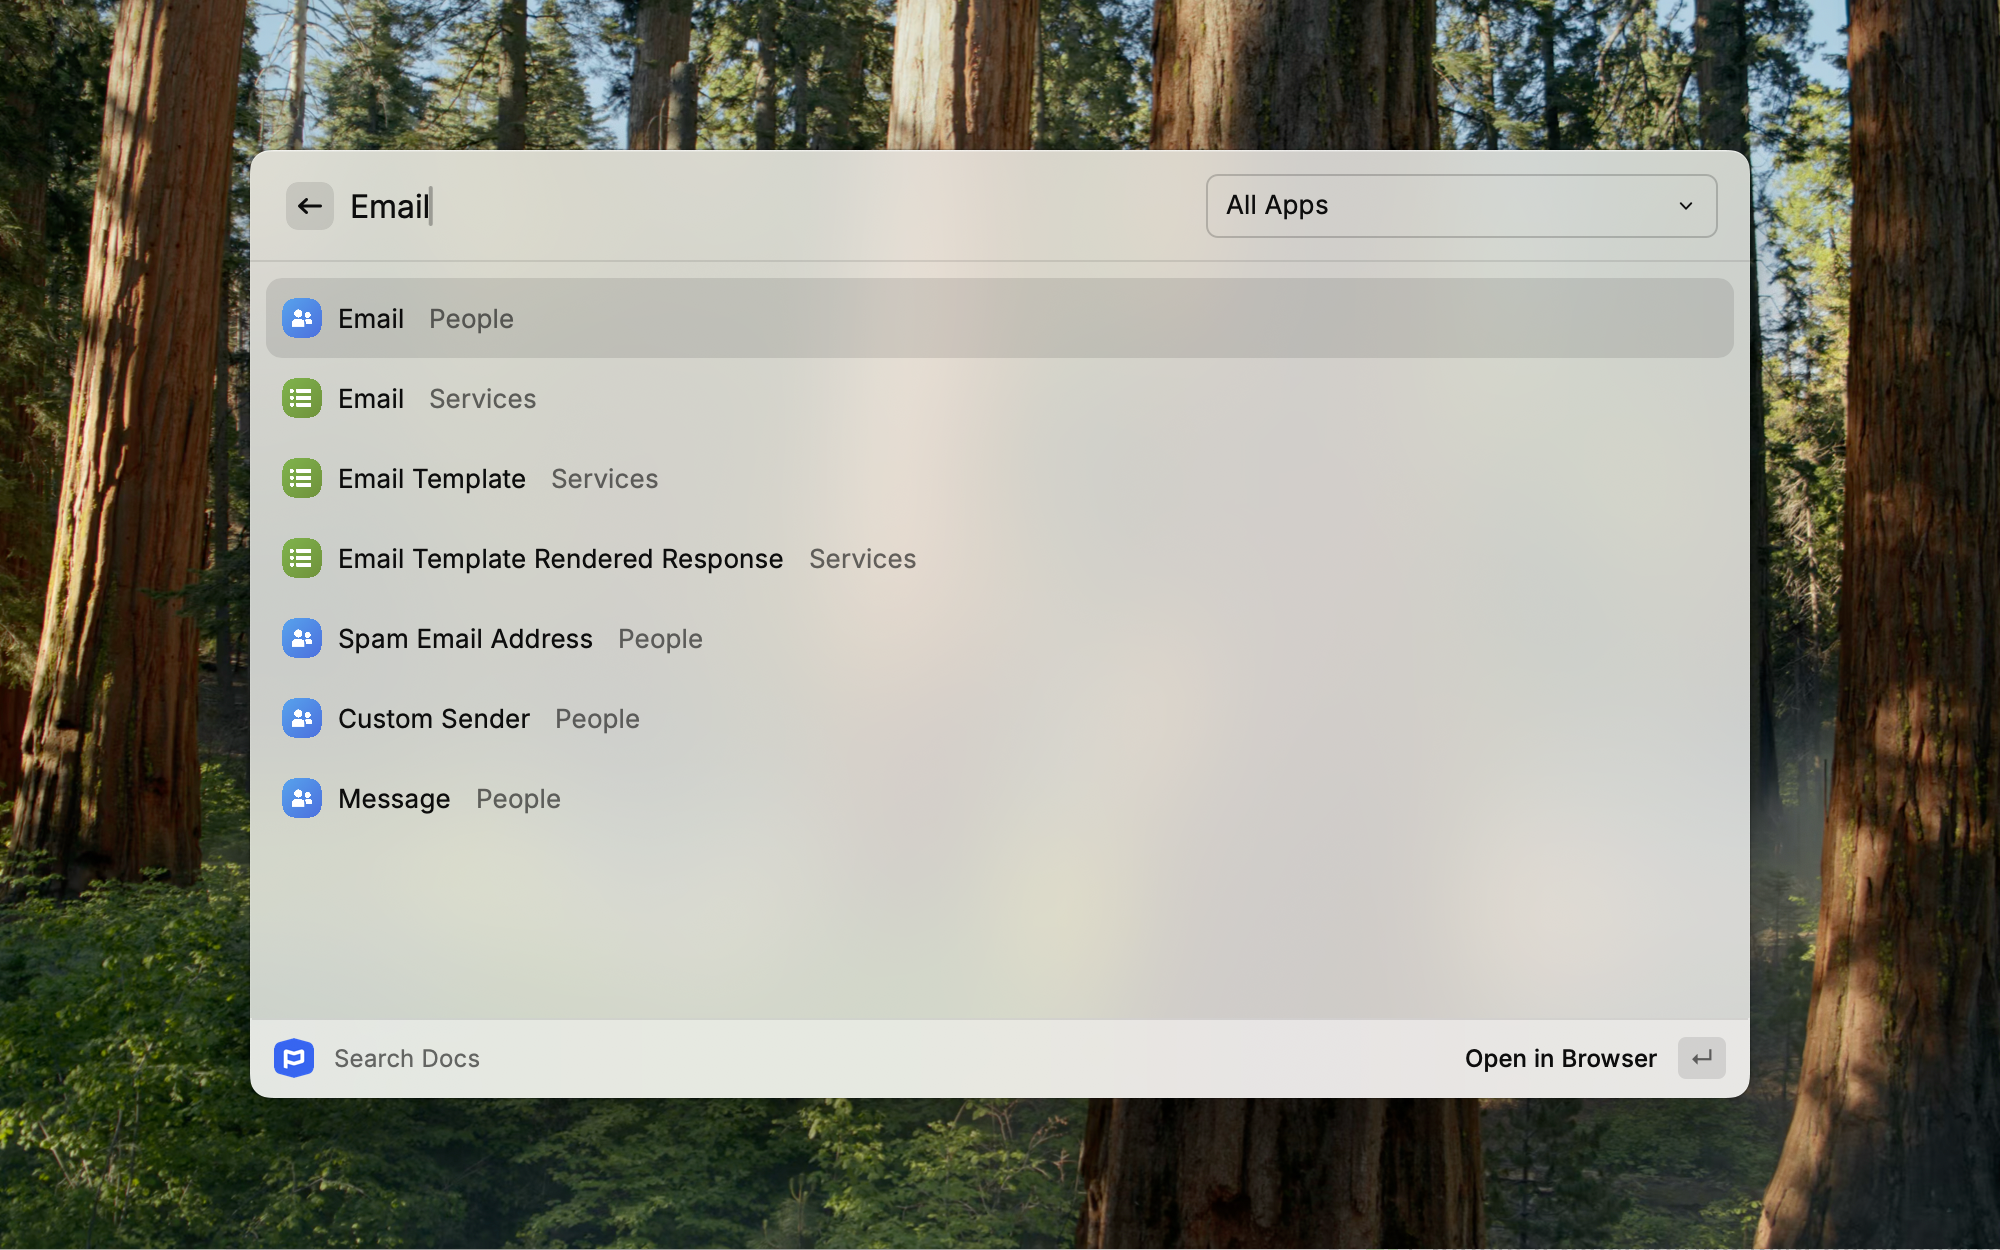 Email
All Apps
Email People
Email Services
Email Template Services
Email Template Rendered Response Services
Spam Email Address People
Custom Sender People
Message People
Search Docs
Open in Browser